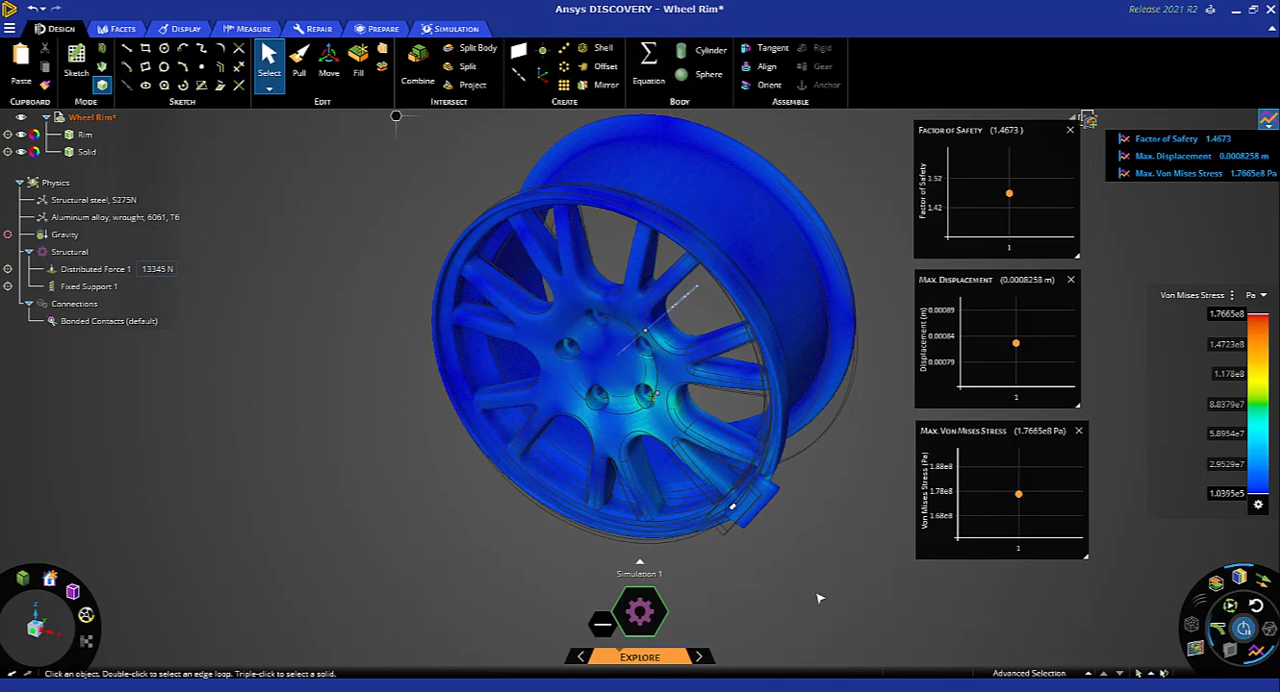 Ansys DISCOVERY - Wheel Rim*
Release 2021 R2
DESIGN
FACETS
DISPLAY
MEASURE
REPAIR
PREPARE
SIMULATION
Paste
Sketch
Select
Pull
Move
Fill
Combine
Split Body
Split
Project
Shell
Offset
Mirror
Equation
Cylinder
Sphere
Tangent
Align
Orient
Rigid
Gear
Anchor
CLIPBOARD
MODE
SKETCH
EDIT
INTERSECT
CREATE
BODY
ASSEMBLE
Wheel Rim*
Rim
Solid
Physics
Structural steel, S275N
Aluminum alloy, wrought, 6061, T6
Gravity
Structural
Distributed Force 1 13345 N
Fixed Support 1
Connections
Bonded Contacts (default)
FACTOR OF SAFETY (1.4673)
Factor of Safety
1.52
1.42
1
MAX. DISPLACEMENT (0.0008258 m)
Displacement (m)
0.00089
0.00084
0.00079
1
MAX. VON MISES STRESS (1.7665e8 Pa)
Von Mises Stress (Pa)
1.88e8
1.78e8
1.68e8
1
Factor of Safety 1.4673
Max. Displacement 0.0008258 m
Max. Von Mises Stress 1.7665e8 Pa
Von Mises Stress Pa
1.7665e8
1.4723e8
1.178e8
8.8379e7
5.8954e7
2.9529e7
1.0395e5
Z
Simulation 1
EXPLORE
Click an object. Double-click to select an edge loop. Triple-click to select a solid.
Advanced Selection